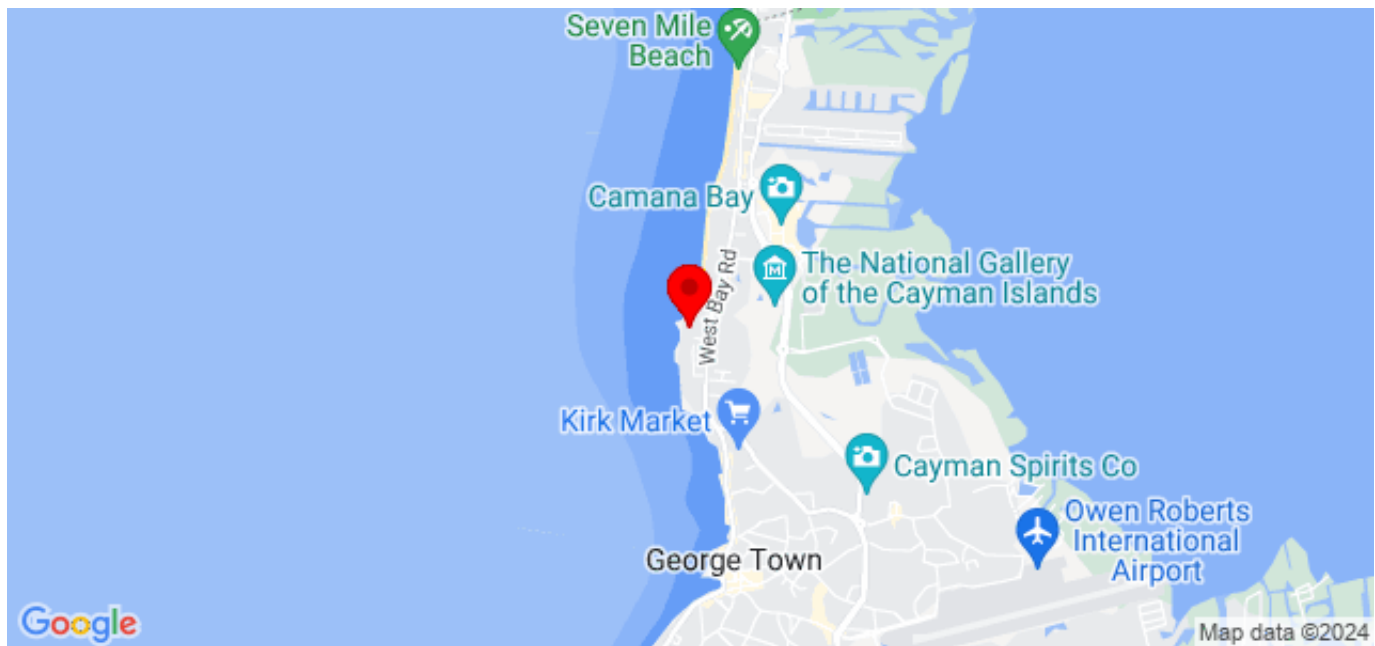 Seven Mile
Beach
Camana Bay
The National Gallery
of the Cayman Islands
West Bay Rd
Kirk Market
Cayman Spirits Co
Owen Roberts
International
Airport
George Town
Google
Map data ©2024